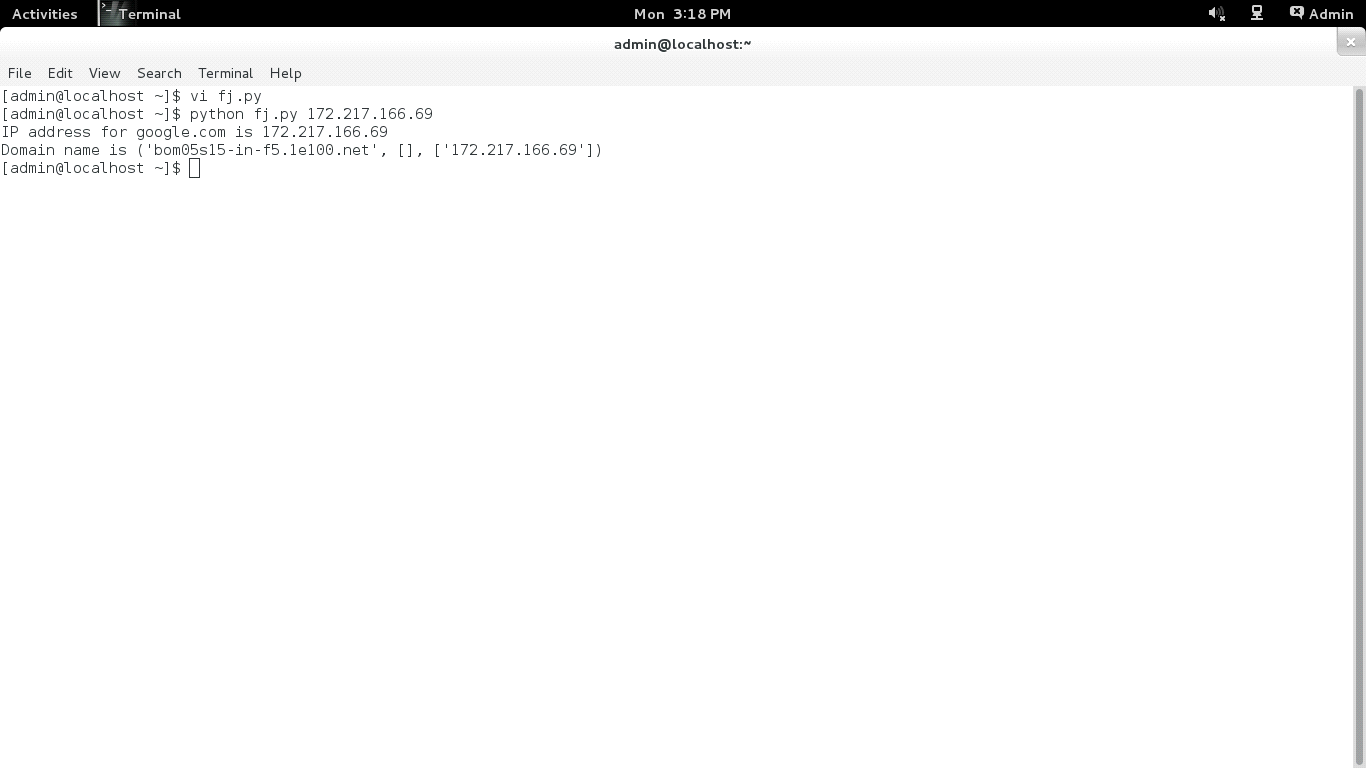 Activities Terminal Mon 3:18 PM Admin
admin@localhost:~
File Edit View Search Terminal Help
[admin@localhost ~]$ vi fj.py
[admin@localhost ~]$ python fj.py 172.217.166.69
IP address for google.com is 172.217.166.69
Domain name is ('bom05s15-in-f5.1e100.net', [], ['172.217.166.69'])
[admin@localhost ~]$